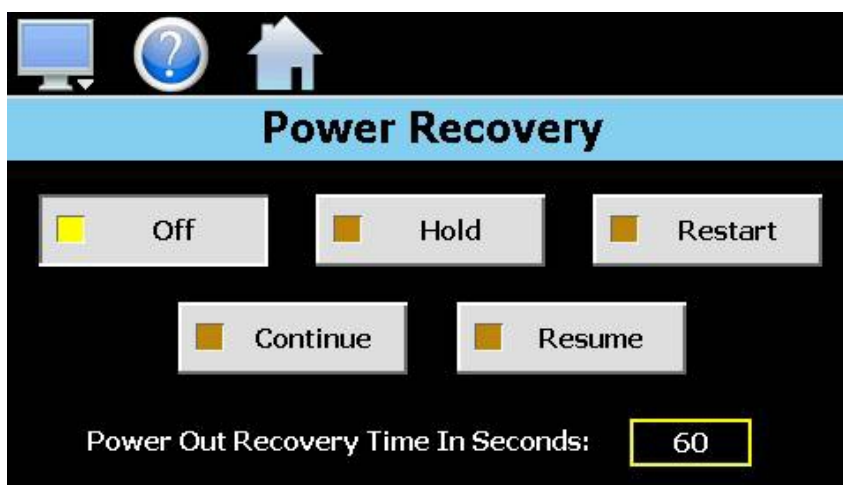 ?
Power Recovery
Off Hold Restart
Continue Resume
Power Out Recovery Time In Seconds: 60